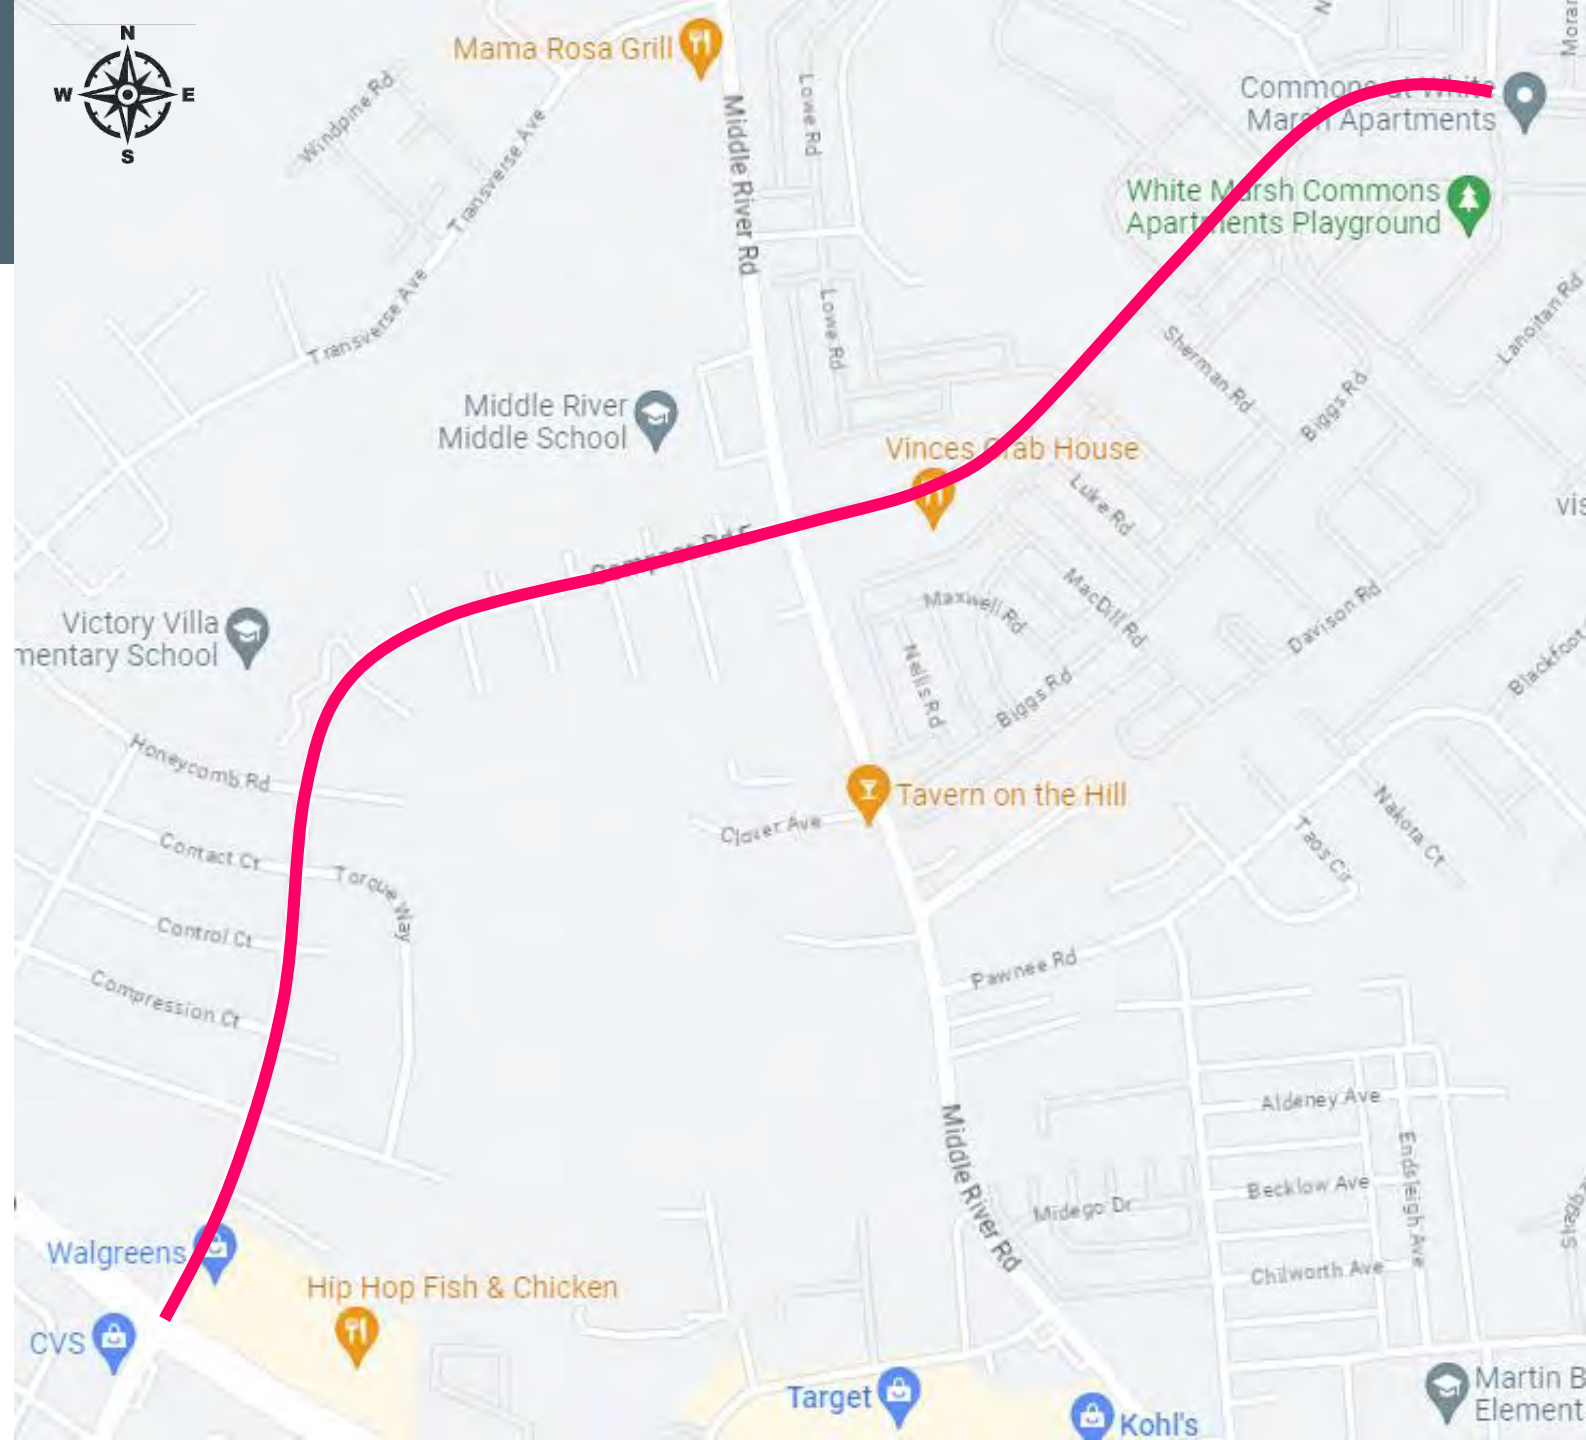 N
W E
S
Mama Rosa Grill
Windpine Rd
Transverse Ave
Transverse Ave
Middle River Rd
Lowe Rd
Lowe Rd
N
Commons at White
Marsh Apartments
White Marsh Commons
Apartments Playground
Middle River
Middle School
Vinces Crab House
Sherman Rd
Biggs Rd
Lanoitan Rd
Compass Rd E
Luke Rd
MacDill Rd
Maxwell Rd
Nellis Rd
Biggs Rd
Davison Rd
Blackfoot
Victory Villa
mentary School
Honeycomb Rd
Contact Ct
Torque Way
Control Ct
Compression Ct
Tavern on the Hill
Clover Ave
Taos Cir
Nakota Ct
Pawnee Rd
Middle River Rd
Aldeney Ave
Becklow Ave
Endsleigh Ave
Midego Dr
Chilworth Ave
Walgreens
Hip Hop Fish & Chicken
CVS
Target
Kohl's
Martin B
Element